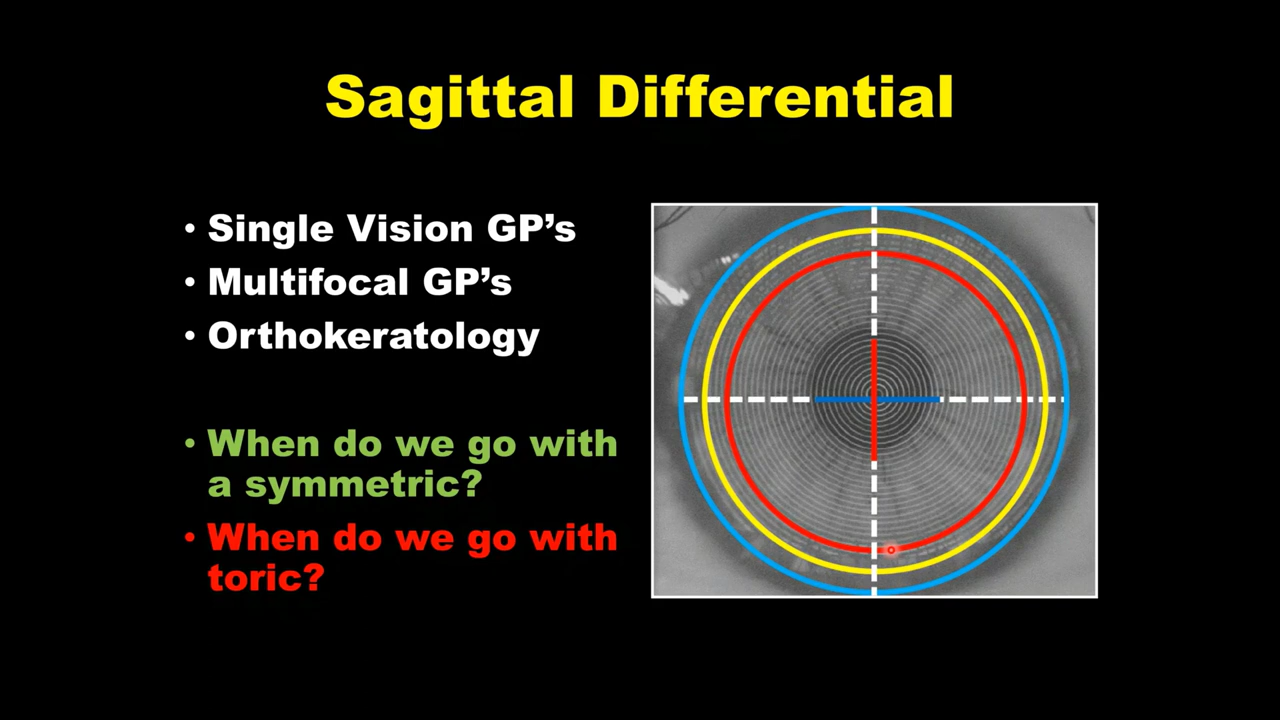 Sagittal Differential
• Single Vision GP’s
• Multifocal GP’s
• Orthokeratology
• When do we go with
a symmetric?
• When do we go with
toric?